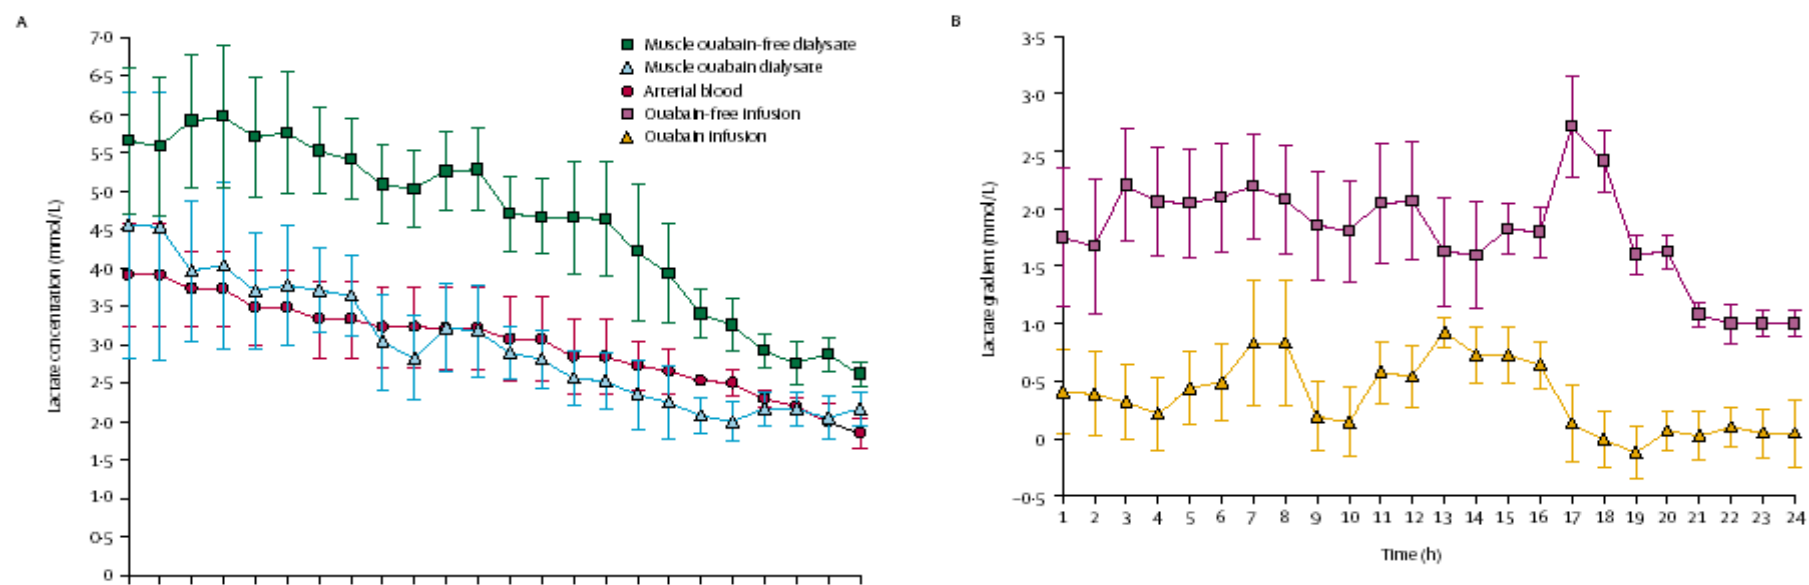 A
7·0
6·5
6·0
5·5
5·0
4·5
4·0
3·5
3·0
2·5
2·0
1·5
1·0
0·5
0
Lactate concentration (mmol/L)
Muscle ouabain-free dialysate
Muscle ouabain dialysate
Arterial blood
Ouabain-free infusion
Ouabain infusion
B
3·5
3·0
2·5
2·0
1·5
1·0
0·5
0
−0·5
Lactate gradient (mmol/L)
1 2 3 4 5 6 7 8 9 10 11 12 13 14 15 16 17 18 19 20 21 22 23 24
Time (h)